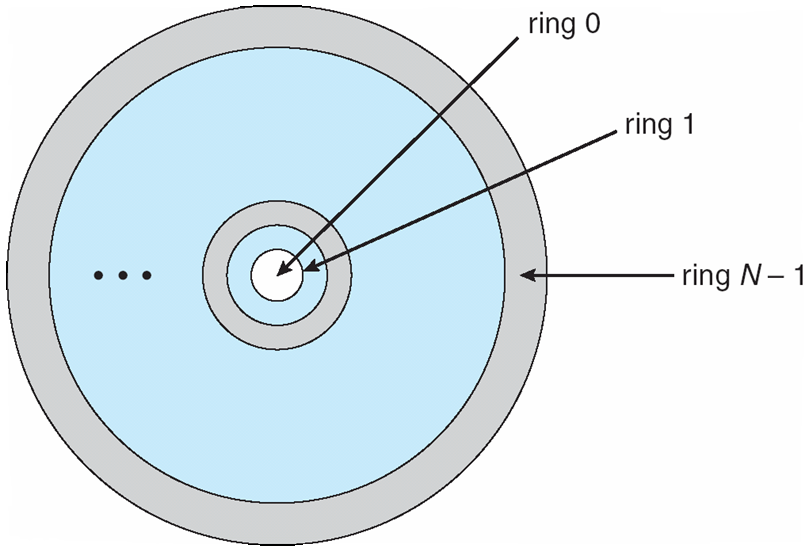 ring 0
ring 1
ring N – 1